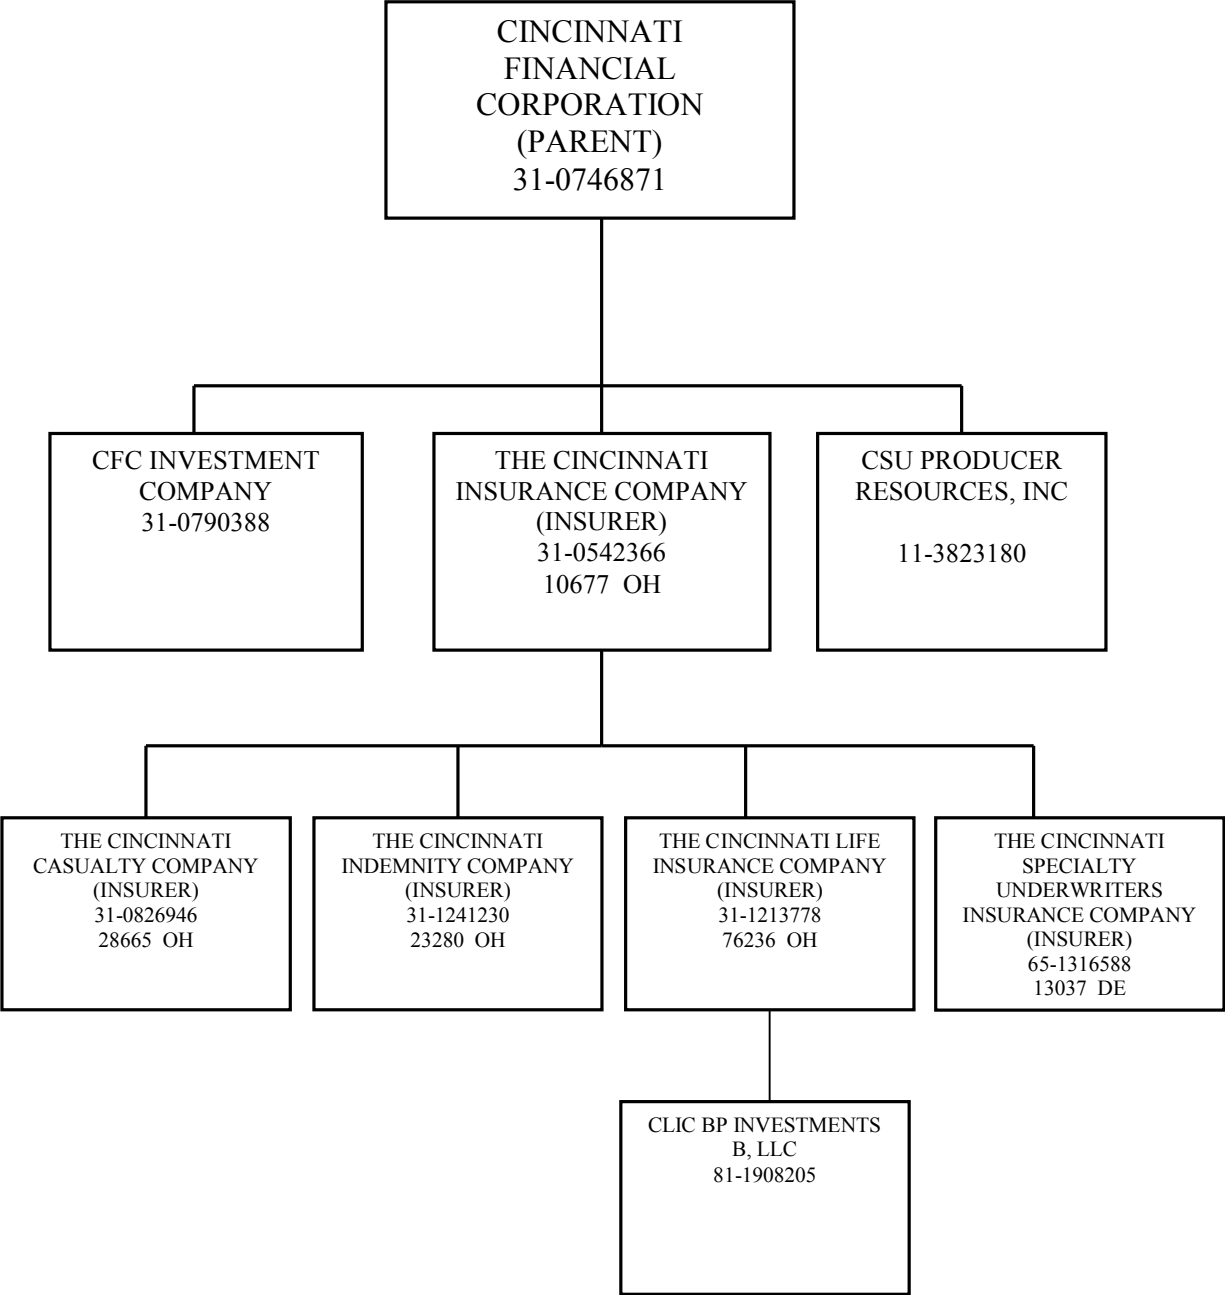 CINCINNATI
FINANCIAL
CORPORATION
(PARENT)
31-0746871
CFC INVESTMENT
COMPANY
31-0790388
THE CINCINNATI
INSURANCE COMPANY
(INSURER)
31-0542366
10677 OH
CSU PRODUCER
RESOURCES, INC
11-3823180
THE CINCINNATI
CASUALTY COMPANY
(INSURER)
31-0826946
28665 OH
THE CINCINNATI
INDEMNITY COMPANY
(INSURER)
31-1241230
23280 OH
THE CINCINNATI LIFE
INSURANCE COMPANY
(INSURER)
31-1213778
76236 OH
THE CINCINNATI
SPECIALTY
UNDERWRITERS
INSURANCE COMPANY
(INSURER)
65-1316588
13037 DE
CLIC BP INVESTMENTS
B, LLC
81-1908205